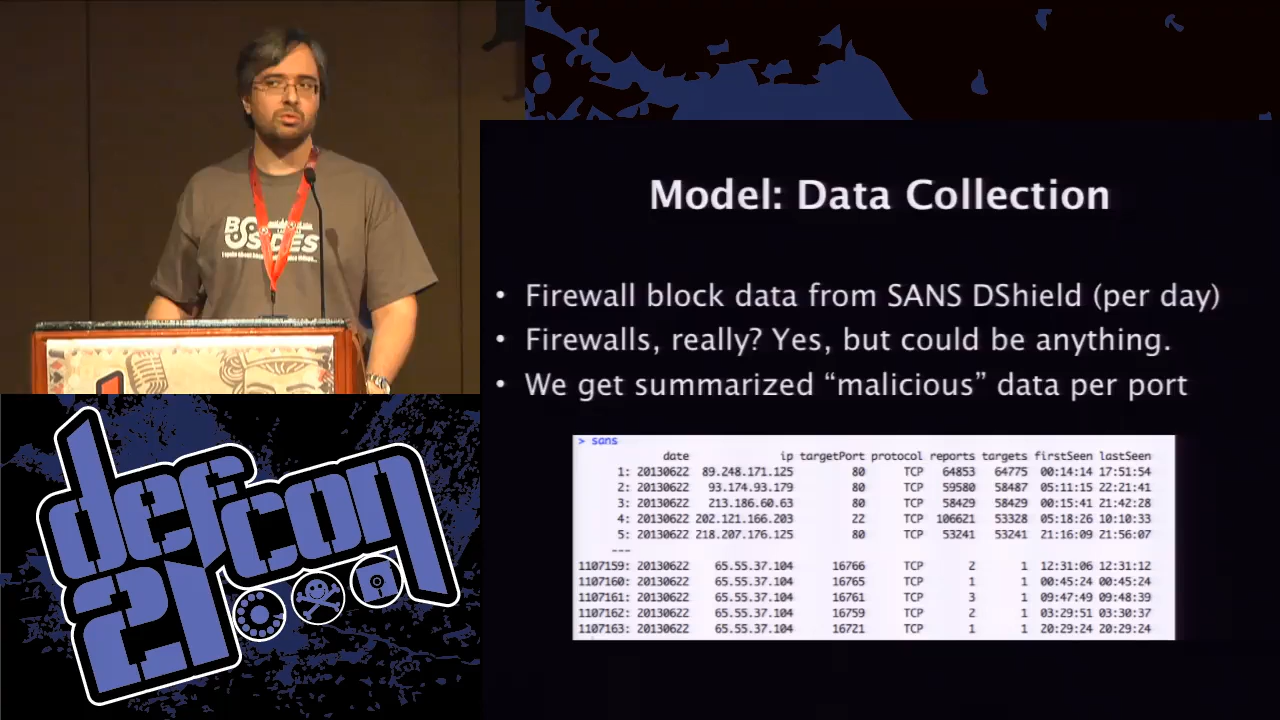 BSIDES
Model: Data Collection
• Firewall block data from SANS DShield (per day)
• Firewalls, really? Yes, but could be anything.
• We get summarized “malicious” data per port
> sans
date ip targetPort protocol reports targets firstSeen lastSeen
1: 20130622 89.248.171.125 80 TCP 64853 64775 00:14:14 17:51:54
2: 20130622 93.174.93.179 80 TCP 59580 58487 05:11:15 22:21:41
3: 20130622 213.186.60.63 80 TCP 58429 58429 00:15:41 21:42:28
4: 20130622 202.121.166.203 22 TCP 106621 53328 05:18:26 10:10:33
5: 20130622 218.207.176.125 80 TCP 53241 53241 21:16:09 21:56:07
---
1107159: 20130622 65.55.37.104 16766 TCP 2 1 12:31:06 12:31:12
1107160: 20130622 65.55.37.104 16765 TCP 1 1 00:45:24 00:45:24
1107161: 20130622 65.55.37.104 16761 TCP 3 1 09:47:49 09:48:39
1107162: 20130622 65.55.37.104 16759 TCP 2 1 03:29:51 03:30:37
1107163: 20130622 65.55.37.104 16721 TCP 1 1 20:29:24 20:29:24
defcon
21